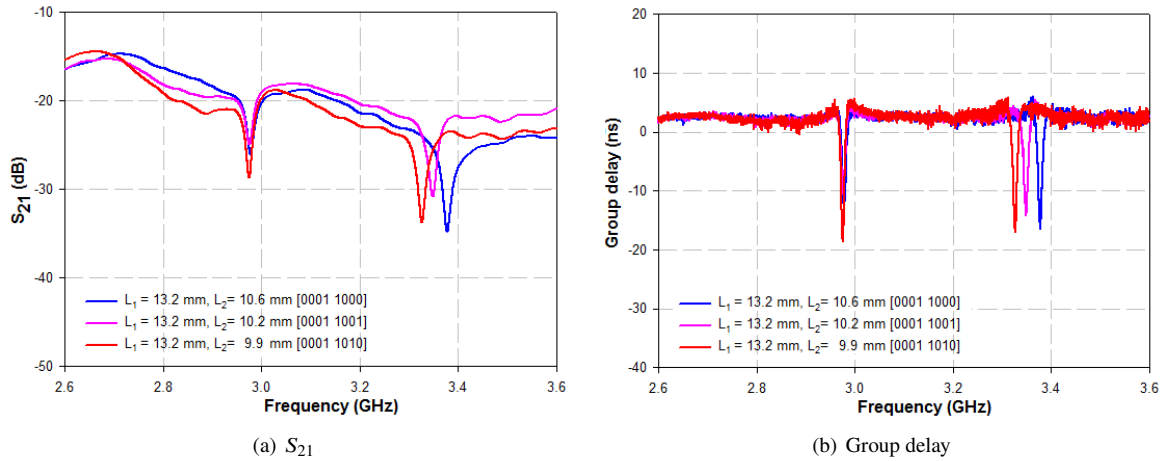 -10
-20
-30
-40
-50
S21 (dB)
L1 = 13.2 mm, L2= 10.6 mm [0001 1000]
L1 = 13.2 mm, L2= 10.2 mm [0001 1001]
L1 = 13.2 mm, L2= 9.9 mm [0001 1010]
2.6 2.8 3.0 3.2 3.4 3.6
Frequency (GHz)
(a) S21
20
10
0
-10
-20
-30
-40
Group delay (ns)
L1 = 13.2 mm, L2= 10.6 mm [0001 1000]
L1 = 13.2 mm, L2= 10.2 mm [0001 1001]
L1 = 13.2 mm, L2= 9.9 mm [0001 1010]
2.6 2.8 3.0 3.2 3.4 3.6
Frequency (GHz)
(b) Group delay